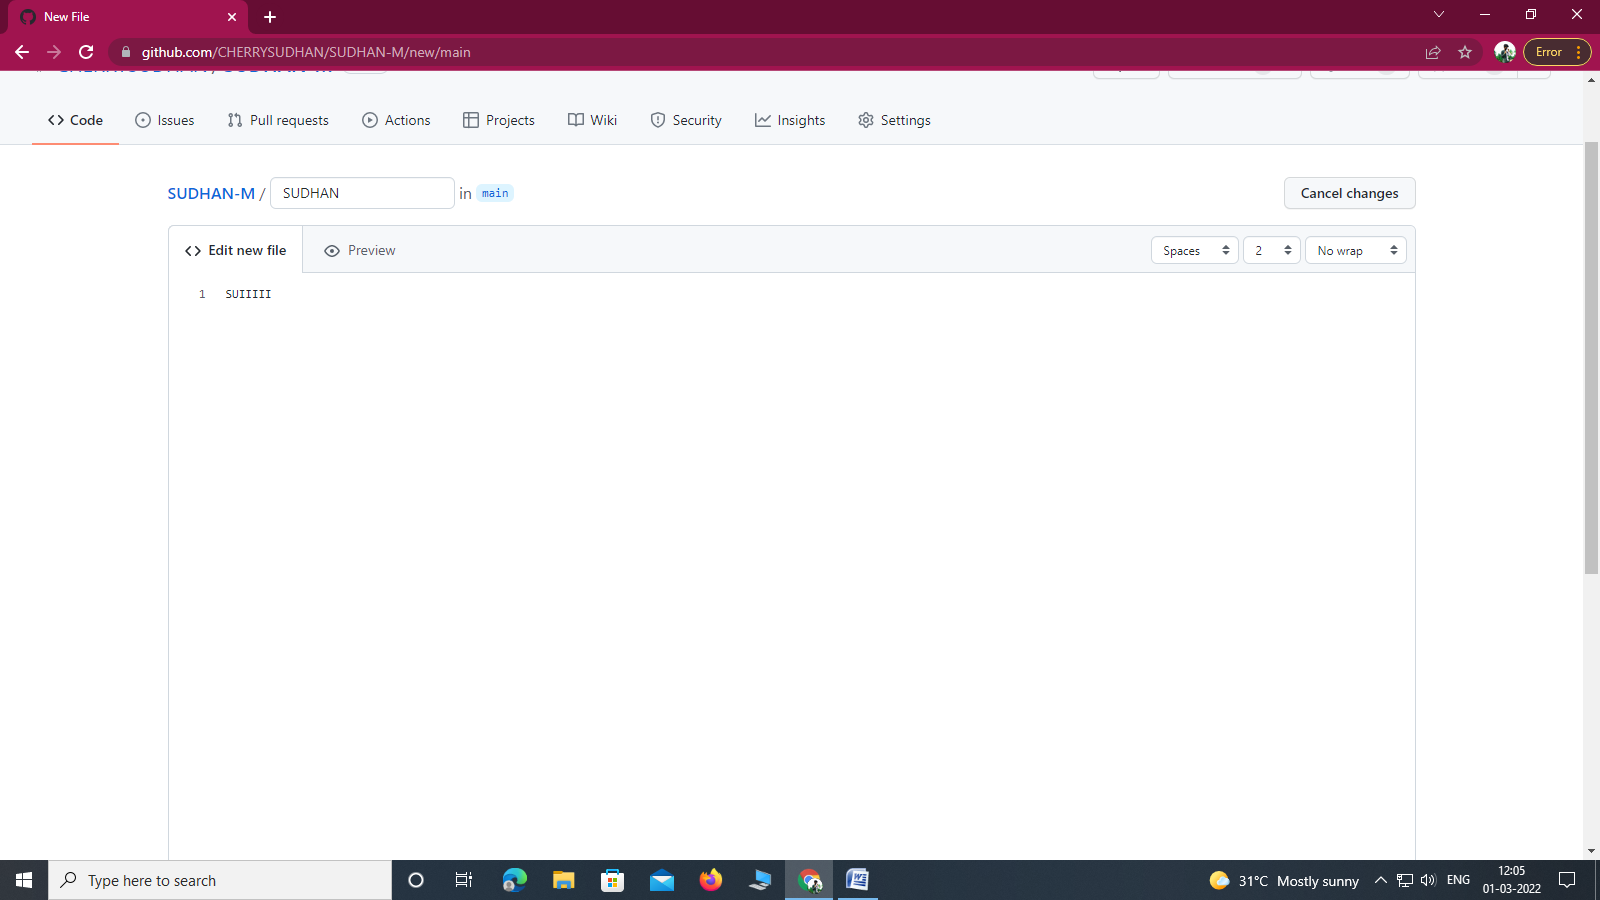 New File
github.com/CHERRYSUDHAN/SUDHAN-M/new/main
Error
Code Issues Pull requests Actions Projects Wiki Security Insights Settings
SUDHAN-M / SUDHAN in main Cancel changes
Edit new file Preview Spaces 2 No wrap
1 SUIIIII
Type here to search
31°C Mostly sunny ENG 12:05
01-03-2022